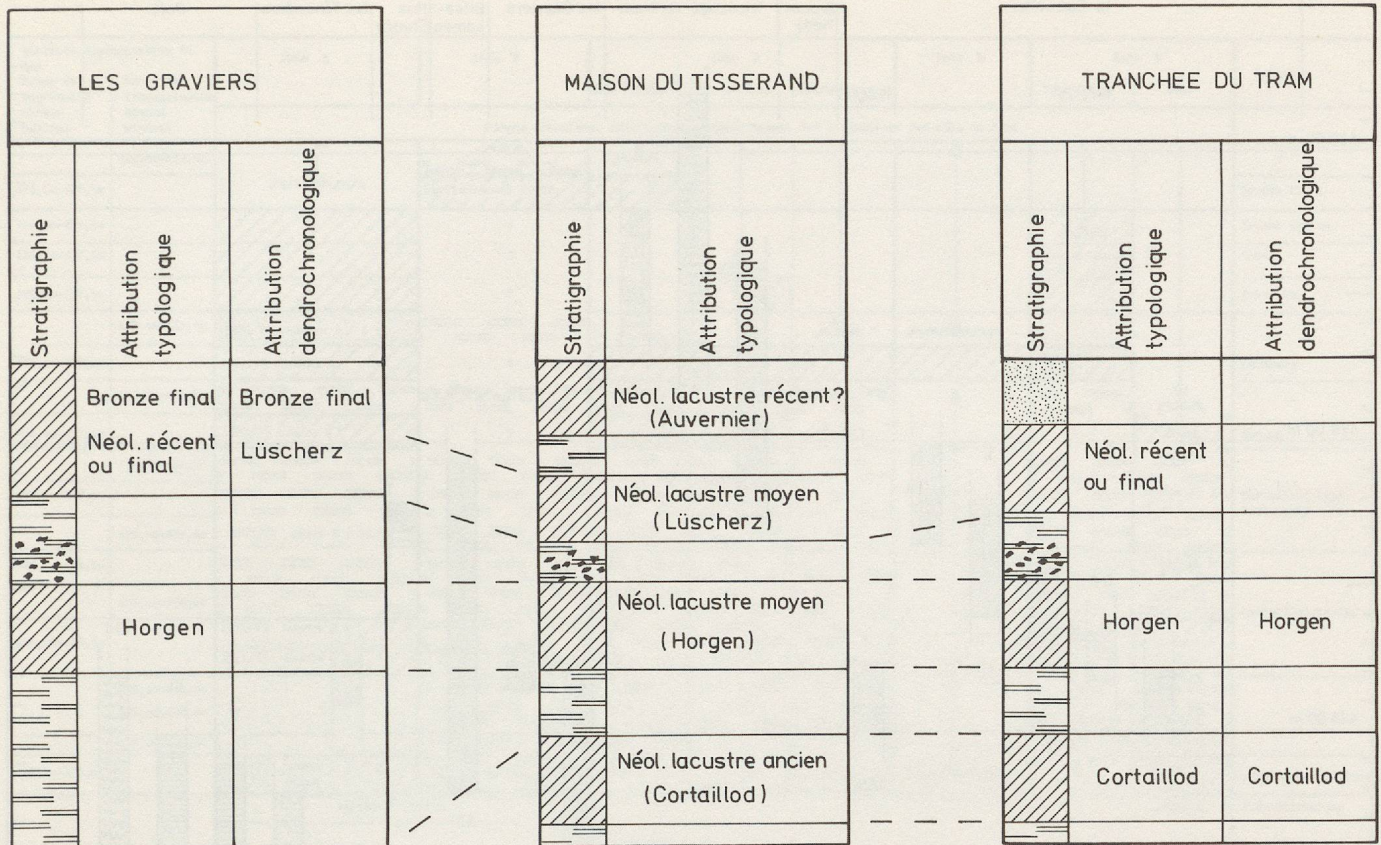 LES GRAVIERS
Stratigraphie
Attribution
typologique
Attribution
dendrochronologique
Bronze final
Bronze final
Néol. récent
ou final
Lüscherz
Horgen
MAISON DU TISSERAND
Stratigraphie
Attribution
typologique
Néol. lacustre récent?
(Auvernier)
Néol. lacustre moyen
(Lüscherz)
Néol. lacustre moyen
(Horgen)
Néol. lacustre ancien
(Cortaillod)
TRANCHEE DU TRAM
Stratigraphie
Attribution
typologique
Attribution
dendrochronologique
Néol. récent
ou final
Horgen
Horgen
Cortaillod
Cortaillod